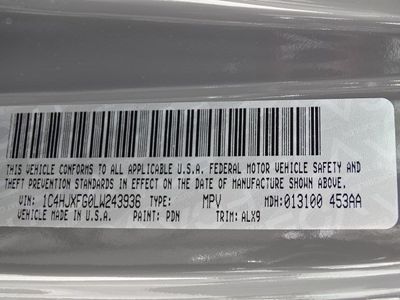 THIS VEHICLE CONFORMS TO ALL APPLICABLE U.S.A. FEDERAL MOTOR VEHICLE SAFETY AND
THEFT PREVENTION STANDARDS IN EFFECT ON THE DATE OF MANUFACTURE SHOWN ABOVE.
VIN: 1C4HJXFG0LW243936 TYPE: MPV MDH:013100 453AA
VEHICLE MADE IN U.S.A. PAINT: PDN TRIM: ALX9